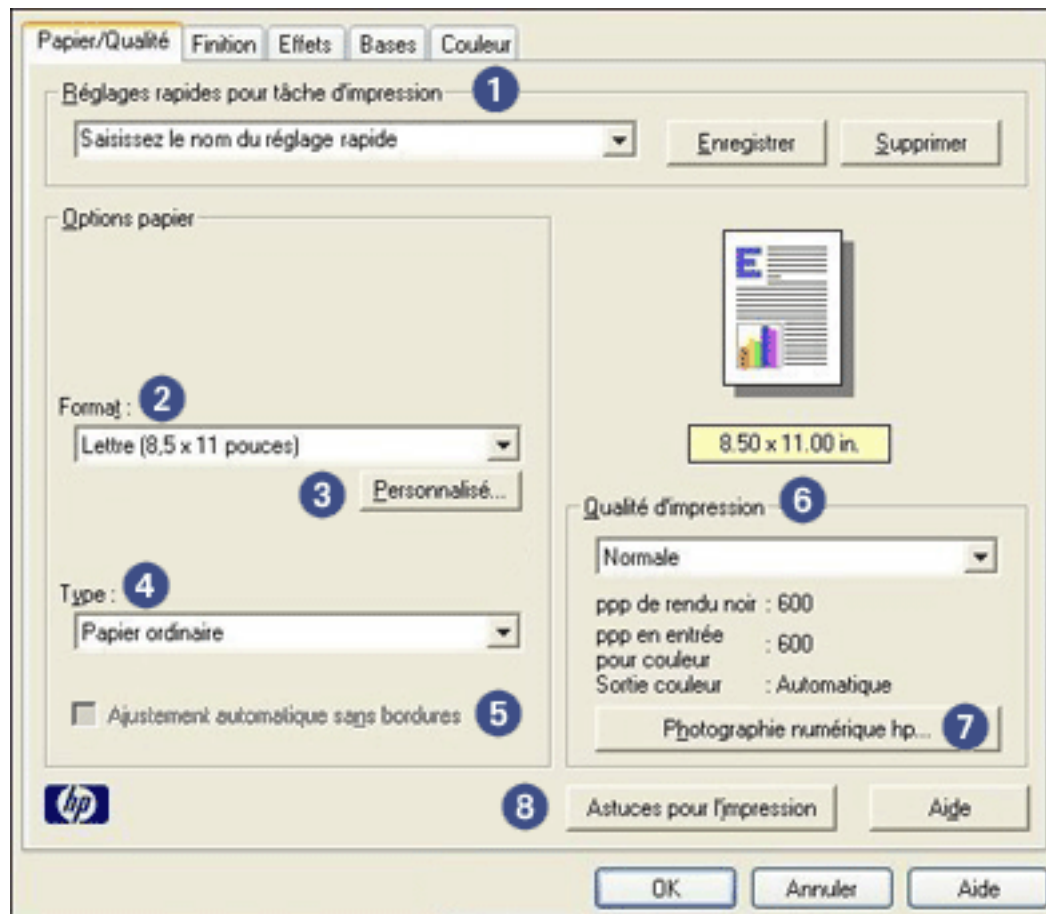 Papier/Qualité Finition Effets Bases Couleur
Réglages rapides pour tâche d'impression 1
Saisissez le nom du réglage rapide Enregistrer Supprimer
Options papier
E
Format : 2
Lettre (8,5 x 11 pouces)
8.50 x 11.00 in.
3 Personnalisé...
Qualité d'impression 6
Normale
Type : 4
Papier ordinaire
ppp de rendu noir : 600
ppp en entrée
pour couleur : 600
Sortie couleur : Automatique
Ajustement automatique sans bordures 5
Photographie numérique hp... 7
hp
8 Astuces pour l'impression Aide
OK Annuler Aide